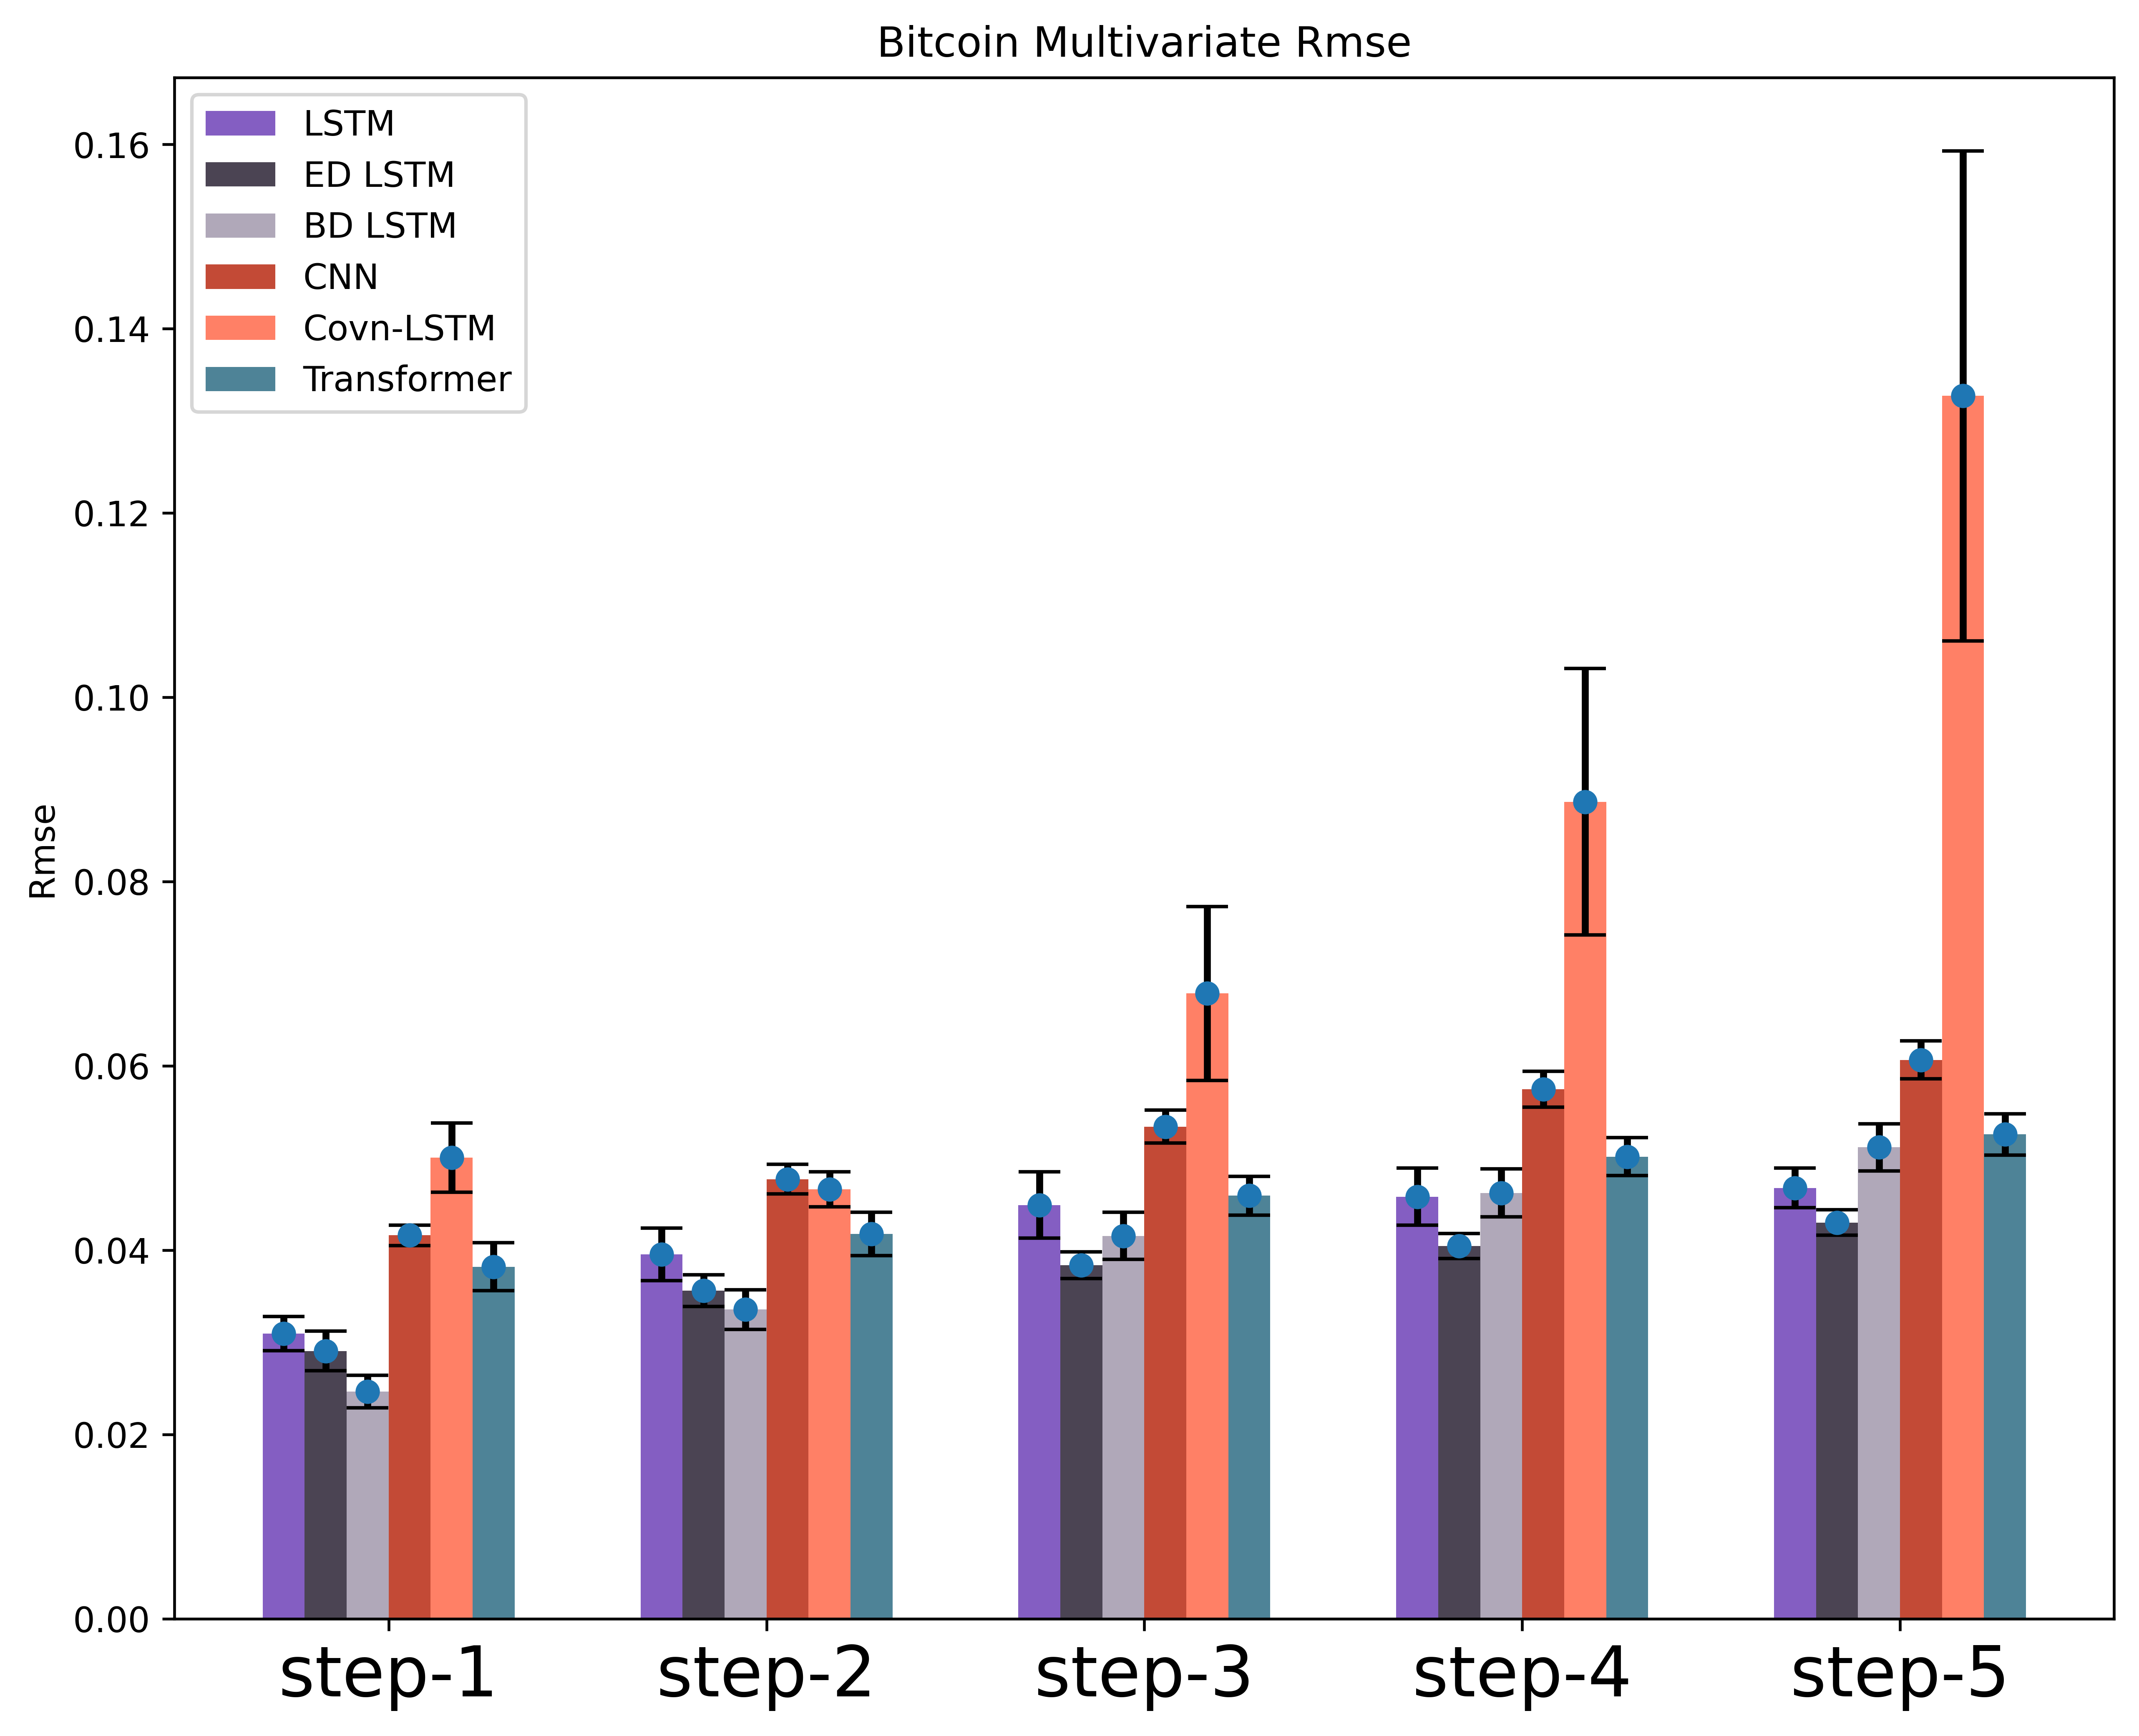 Bitcoin Multivariate Rmse
LSTM
ED LSTM
BD LSTM
CNN
Covn-LSTM
Transformer
0.16
0.14
0.12
0.10
0.08
0.06
0.04
0.02
0.00
Rmse
step-1 step-2 step-3 step-4 step-5